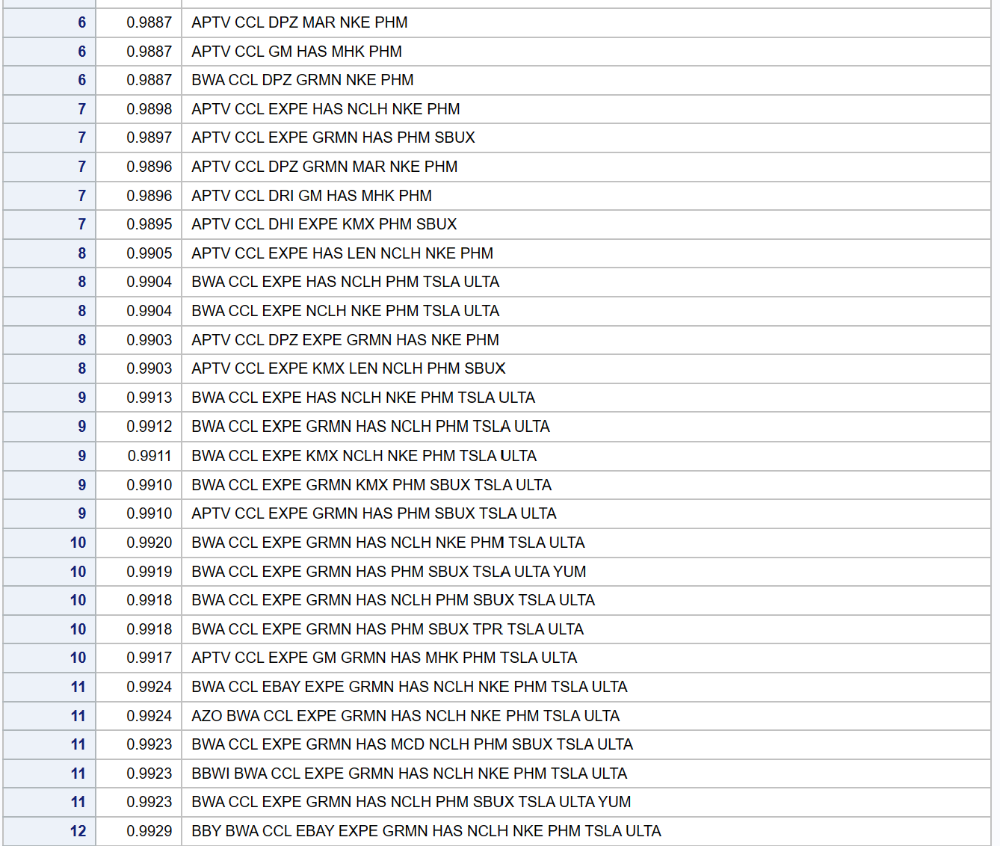 6 0.9887 APTV CCL DPZ MAR NKE PHM
6 0.9887 APTV CCL GM HAS MHK PHM
6 0.9887 BWA CCL DPZ GRMN NKE PHM
7 0.9898 APTV CCL EXPE HAS NCLH NKE PHM
7 0.9897 APTV CCL EXPE GRMN HAS PHM SBUX
7 0.9896 APTV CCL DPZ GRMN MAR NKE PHM
7 0.9896 APTV CCL DRI GM HAS MHK PHM
7 0.9895 APTV CCL DHI EXPE KMX PHM SBUX
8 0.9905 APTV CCL EXPE HAS LEN NCLH NKE PHM
8 0.9904 BWA CCL EXPE HAS NCLH PHM TSLA ULTA
8 0.9904 BWA CCL EXPE NCLH NKE PHM TSLA ULTA
8 0.9903 APTV CCL DPZ EXPE GRMN HAS NKE PHM
8 0.9903 APTV CCL EXPE KMX LEN NCLH PHM SBUX
9 0.9913 BWA CCL EXPE HAS NCLH NKE PHM TSLA ULTA
9 0.9912 BWA CCL EXPE GRMN HAS NCLH PHM TSLA ULTA
9 0.9911 BWA CCL EXPE KMX NCLH NKE PHM TSLA ULTA
9 0.9910 BWA CCL EXPE GRMN KMX PHM SBUX TSLA ULTA
9 0.9910 APTV CCL EXPE GRMN HAS PHM SBUX TSLA ULTA
10 0.9920 BWA CCL EXPE GRMN HAS NCLH NKE PHM TSLA ULTA
10 0.9919 BWA CCL EXPE GRMN HAS PHM SBUX TSLA ULTA YUM
10 0.9918 BWA CCL EXPE GRMN HAS NCLH PHM SBUX TSLA ULTA
10 0.9918 BWA CCL EXPE GRMN HAS PHM SBUX TPR TSLA ULTA
10 0.9917 APTV CCL EXPE GM GRMN HAS MHK PHM TSLA ULTA
11 0.9924 BWA CCL EBAY EXPE GRMN HAS NCLH NKE PHM TSLA ULTA
11 0.9924 AZO BWA CCL EXPE GRMN HAS NCLH NKE PHM TSLA ULTA
11 0.9923 BWA CCL EXPE GRMN HAS MCD NCLH PHM SBUX TSLA ULTA
11 0.9923 BBWI BWA CCL EXPE GRMN HAS NCLH NKE PHM TSLA ULTA
11 0.9923 BWA CCL EXPE GRMN HAS NCLH PHM SBUX TSLA ULTA YUM
12 0.9929 BBY BWA CCL EBAY EXPE GRMN HAS NCLH NKE PHM TSLA ULTA